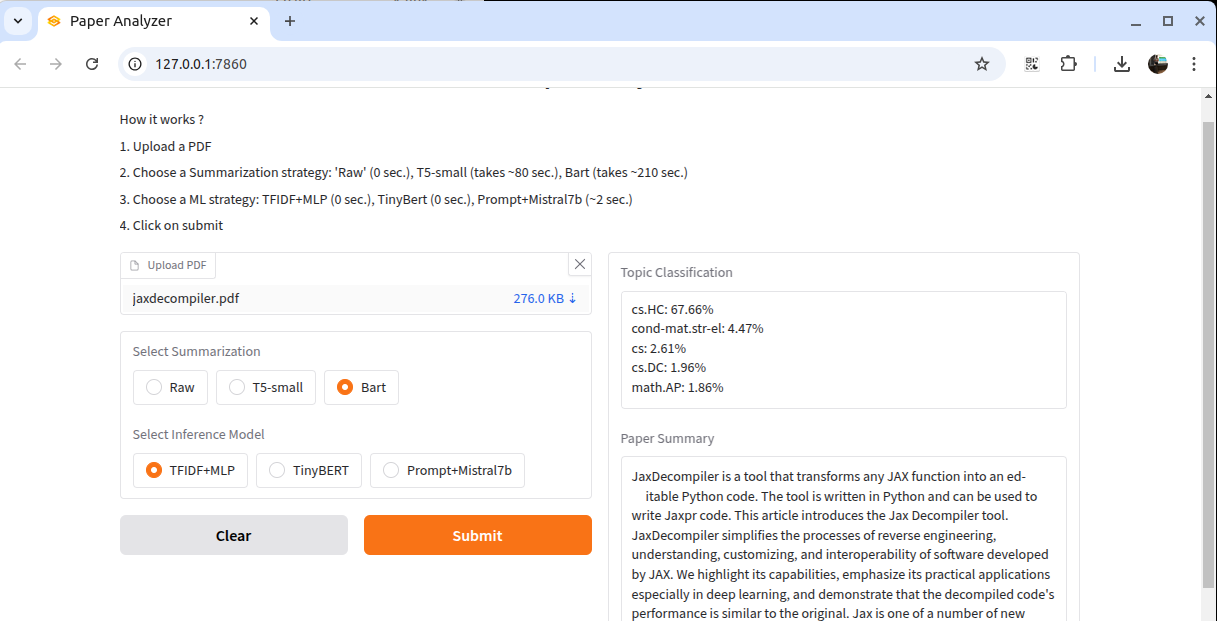 Paper Analyzer
127.0.0.1:7860
How it works ?
1. Upload a PDF
2. Choose a Summarization strategy: 'Raw' (0 sec.), T5-small (takes ~80 sec.), Bart (takes ~210 sec.)
3. Choose a ML strategy: TFIDF+MLP (0 sec.), TinyBert (0 sec.), Prompt+Mistral7b (~2 sec.)
4. Click on submit
Upload PDF
jaxdecompiler.pdf 276.0 KB ↓
Select Summarization
Raw T5-small Bart
Select Inference Model
TFIDF+MLP TinyBERT Prompt+Mistral7b
Clear Submit
Topic Classification
cs.HC: 67.66%
cond-mat.str-el: 4.47%
cs: 2.61%
cs.DC: 1.96%
math.AP: 1.86%
Paper Summary
JaxDecompiler is a tool that transforms any JAX function into an ed-
itable Python code. The tool is written in Python and can be used to
write Jaxpr code. This article introduces the Jax Decompiler tool.
JaxDecompiler simplifies the processes of reverse engineering,
understanding, customizing, and interoperability of software developed
by JAX. We highlight its capabilities, emphasize its practical applications
especially in deep learning, and demonstrate that the decompiled code's
performance is similar to the original. Jax is one of a number of new